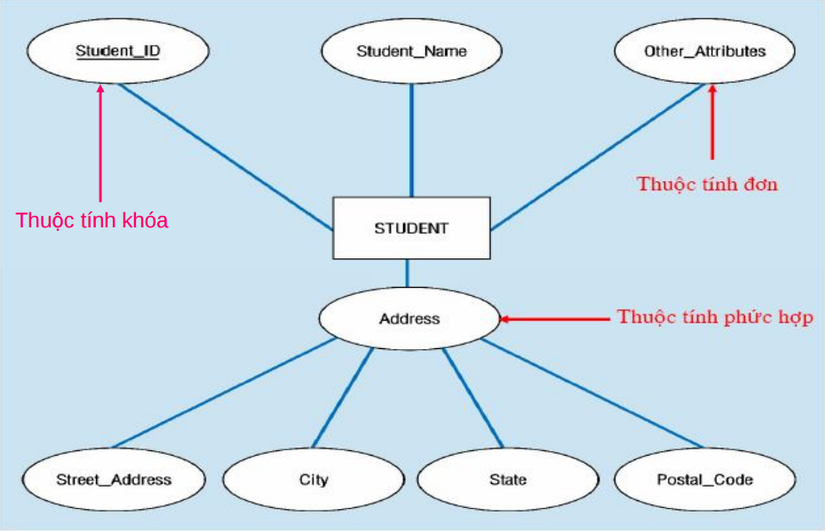 Student_ID
Student_Name
Other_Attributes
Thuộc tính đơn
Thuộc tính khóa
STUDENT
Address
Thuộc tính phức hợp
Street_Address
City
State
Postal_Code